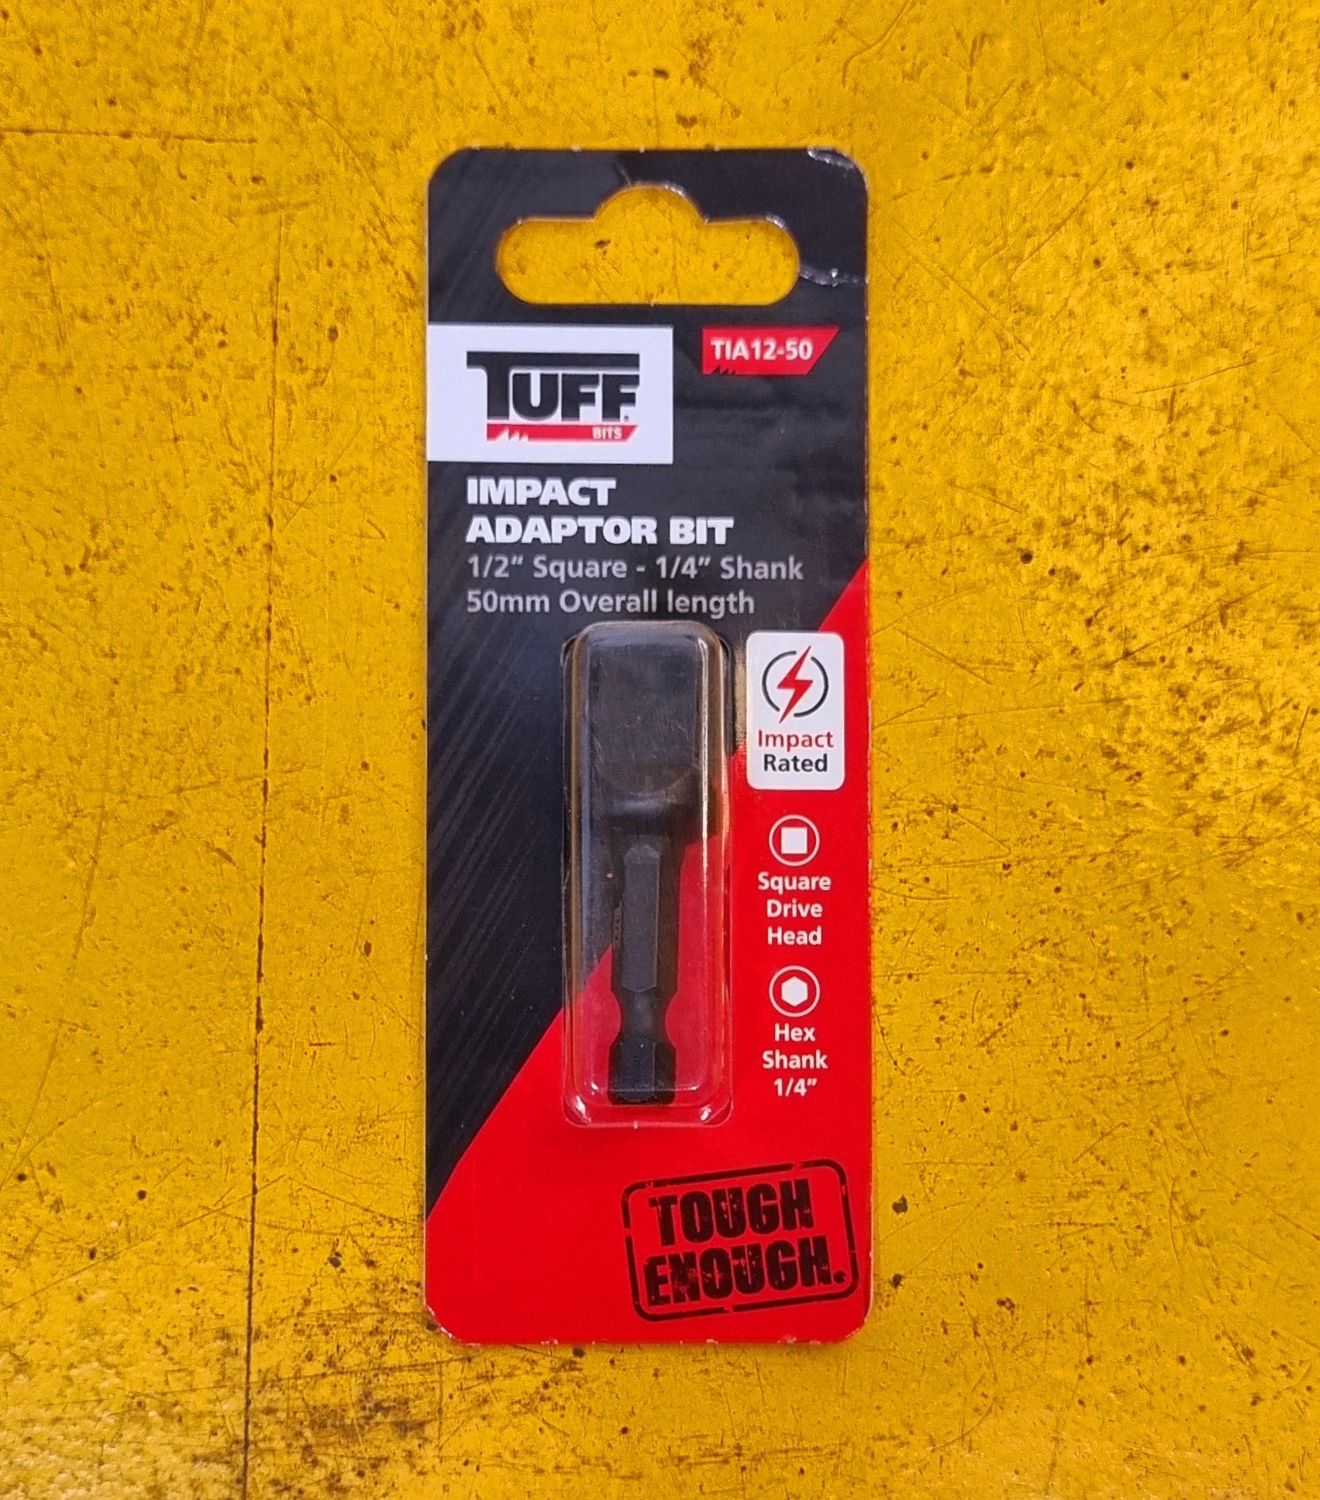 TIA12-50
TUFF
BITS
IMPACT
ADAPTOR BIT
1/2" Square - 1/4" Shank
50mm Overall length
Impact
Rated
Square
Drive
Head
Hex
Shank
1/4"
TOUGH
ENOUGH.